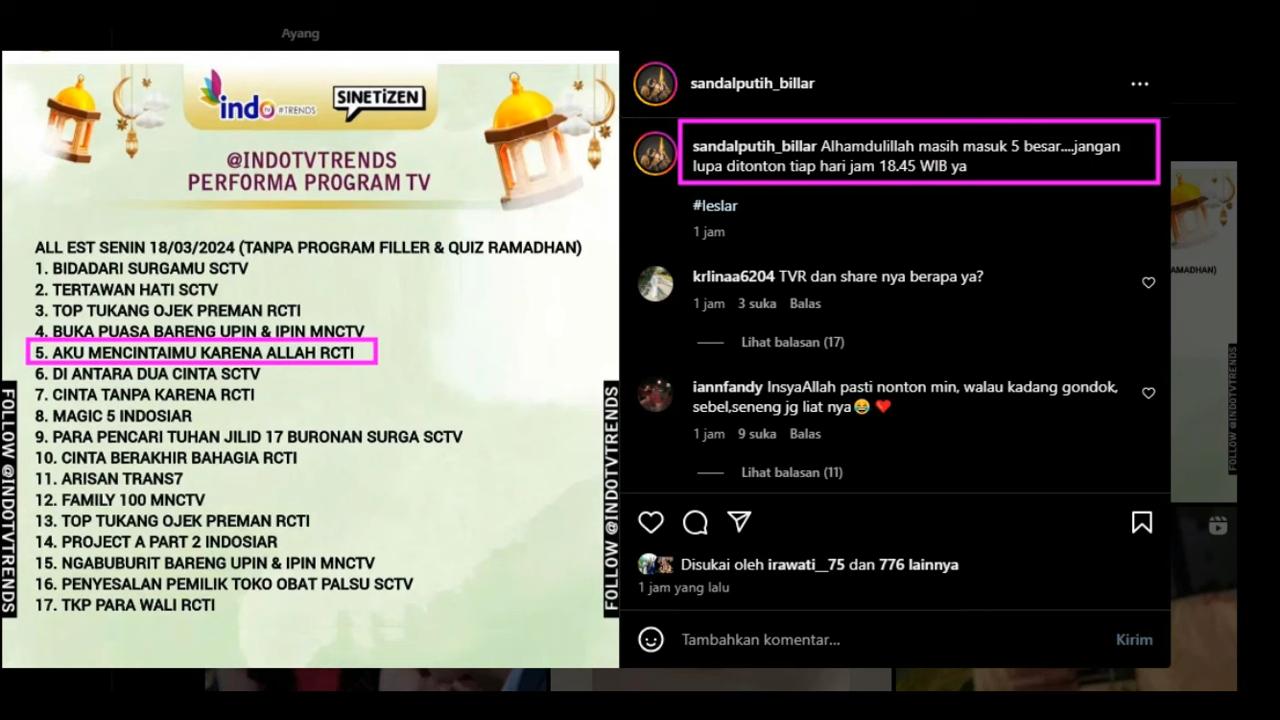 Ayang
indo TV #TRENDS
SINETIZEN
@INDOTVTRENDS
PERFORMA PROGRAM TV
ALL EST SENIN 18/03/2024 (TANPA PROGRAM FILLER & QUIZ RAMADHAN)
1. BIDADARI SURGAMU SCTV
2. TERTAWAN HATI SCTV
3. TOP TUKANG OJEK PREMAN RCTI
4. BUKA PUASA BARENG UPIN & IPIN MNCTV
5. AKU MENCINTAIMU KARENA ALLAH RCTI
6. DI ANTARA DUA CINTA SCTV
7. CINTA TANPA KARENA RCTI
8. MAGIC 5 INDOSIAR
9. PARA PENCARI TUHAN JILID 17 BURONAN SURGA SCTV
10. CINTA BERAKHIR BAHAGIA RCTI
11. ARISAN TRANS7
12. FAMILY 100 MNCTV
13. TOP TUKANG OJEK PREMAN RCTI
14. PROJECT A PART 2 INDOSIAR
15. NGABUBURIT BARENG UPIN & IPIN MNCTV
16. PENYESALAN PEMILIK TOKO OBAT PALSU SCTV
17. TKP PARA WALI RCTI
FOLLOW @INDOTVTRENDS
FOLLOW @INDOTVTRENDS
sandalputih_billar
sandalputih_billar Alhamdulillah masih masuk 5 besar....jangan
lupa ditonton tiap hari jam 18.45 WIB ya
#leslar
1 jam
krlinaa6204 TVR dan share nya berapa ya?
1 jam 3 suka Balas
Lihat balasan (17)
iannfandy InsyaAllah pasti nonton min, walau kadang gondok,
sebel,seneng jg liat nya😂 ❤️
1 jam 9 suka Balas
Lihat balasan (11)
Disukai oleh irawati__75 dan 776 lainnya
1 jam yang lalu
Tambahkan komentar...
Kirim
AMADHAN)
FOLLOW @INDOTVTRENDS